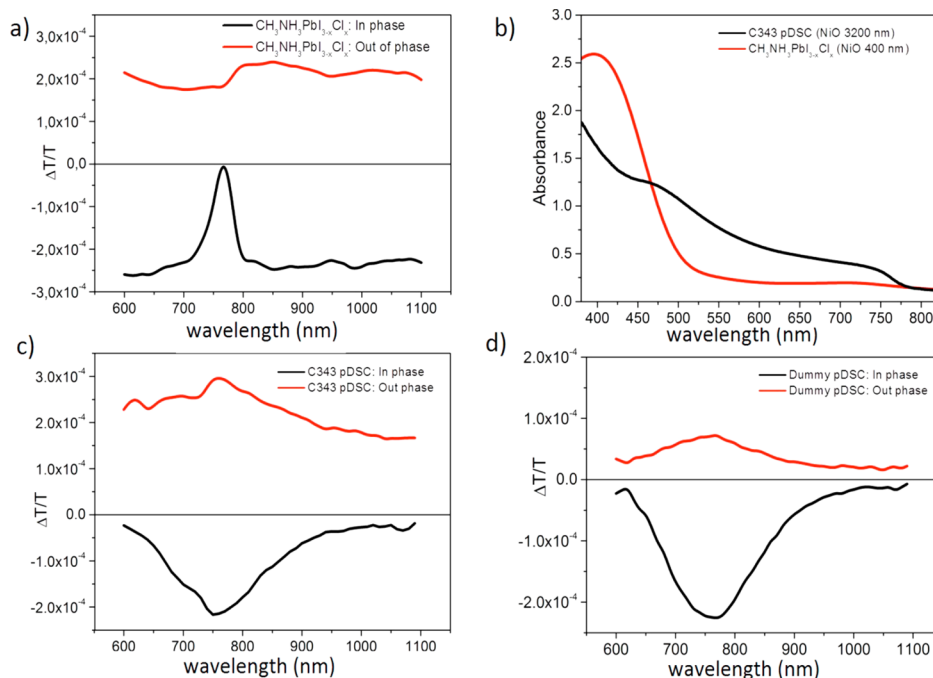 a)
CH₃NH₃PbI₃₋ₓClₓ: In phase
CH₃NH₃PbI₃₋ₓClₓ: Out of phase
3,0x10⁻⁴
2,0x10⁻⁴
1,0x10⁻⁴
0,0
-1,0x10⁻⁴
-2,0x10⁻⁴
-3,0x10⁻⁴
ΔT/T
600 700 800 900 1000 1100
wavelength (nm)
b)
C343 pDSC (NiO 3200 nm)
CH₃NH₃PbI₃₋ₓClₓ (NiO 400 nm)
3.0
2.5
2.0
1.5
1.0
0.5
0.0
Absorbance
400 450 500 550 600 650 700 750 800
wavelength (nm)
c)
C343 pDSC: In phase
C343 pDSC: Out phase
3.0x10⁻⁴
2.0x10⁻⁴
1.0x10⁻⁴
0.0
-1.0x10⁻⁴
-2.0x10⁻⁴
ΔT/T
600 700 800 900 1000 1100
wavelength (nm)
d)
Dummy pDSC: In phase
Dummy pDSC: Out phase
2.0x10⁻⁴
1.0x10⁻⁴
0.0
-1.0x10⁻⁴
-2.0x10⁻⁴
ΔT/T
600 700 800 900 1000 1100
wavelength (nm)